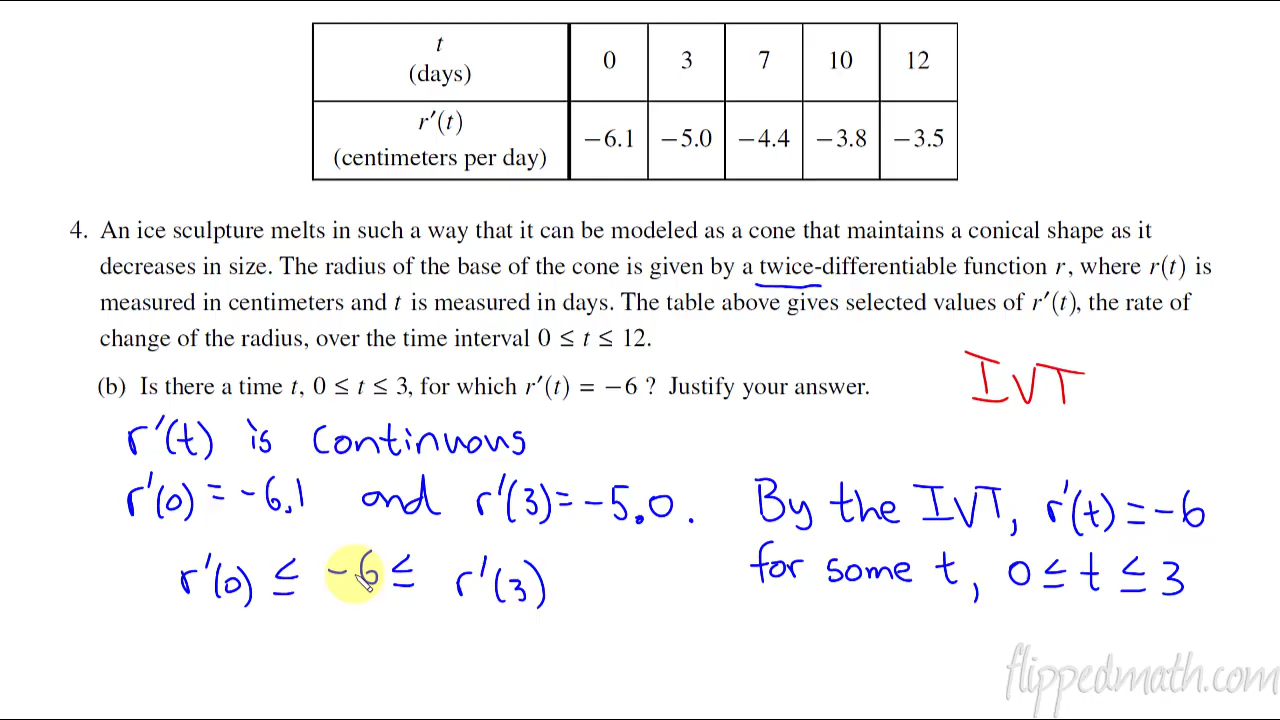 t (days) 0 3 7 10 12
r′(t) (centimeters per day) −6.1 −5.0 −4.4 −3.8 −3.5
4. An ice sculpture melts in such a way that it can be modeled as a cone that maintains a conical shape as it
decreases in size. The radius of the base of the cone is given by a twice-differentiable function r, where r(t) is
measured in centimeters and t is measured in days. The table above gives selected values of r′(t), the rate of
change of the radius, over the time interval 0 ≤ t ≤ 12.
(b) Is there a time t, 0 ≤ t ≤ 3, for which r′(t) = −6 ? Justify your answer.
IVT
r'(t) is continuous
r'(0) = -6.1 and r'(3) = -5.0.
r'(0) ≤ -6 ≤ r'(3)
By the IVT, r'(t) = -6
for some t, 0 ≤ t ≤ 3
flippedmath.com